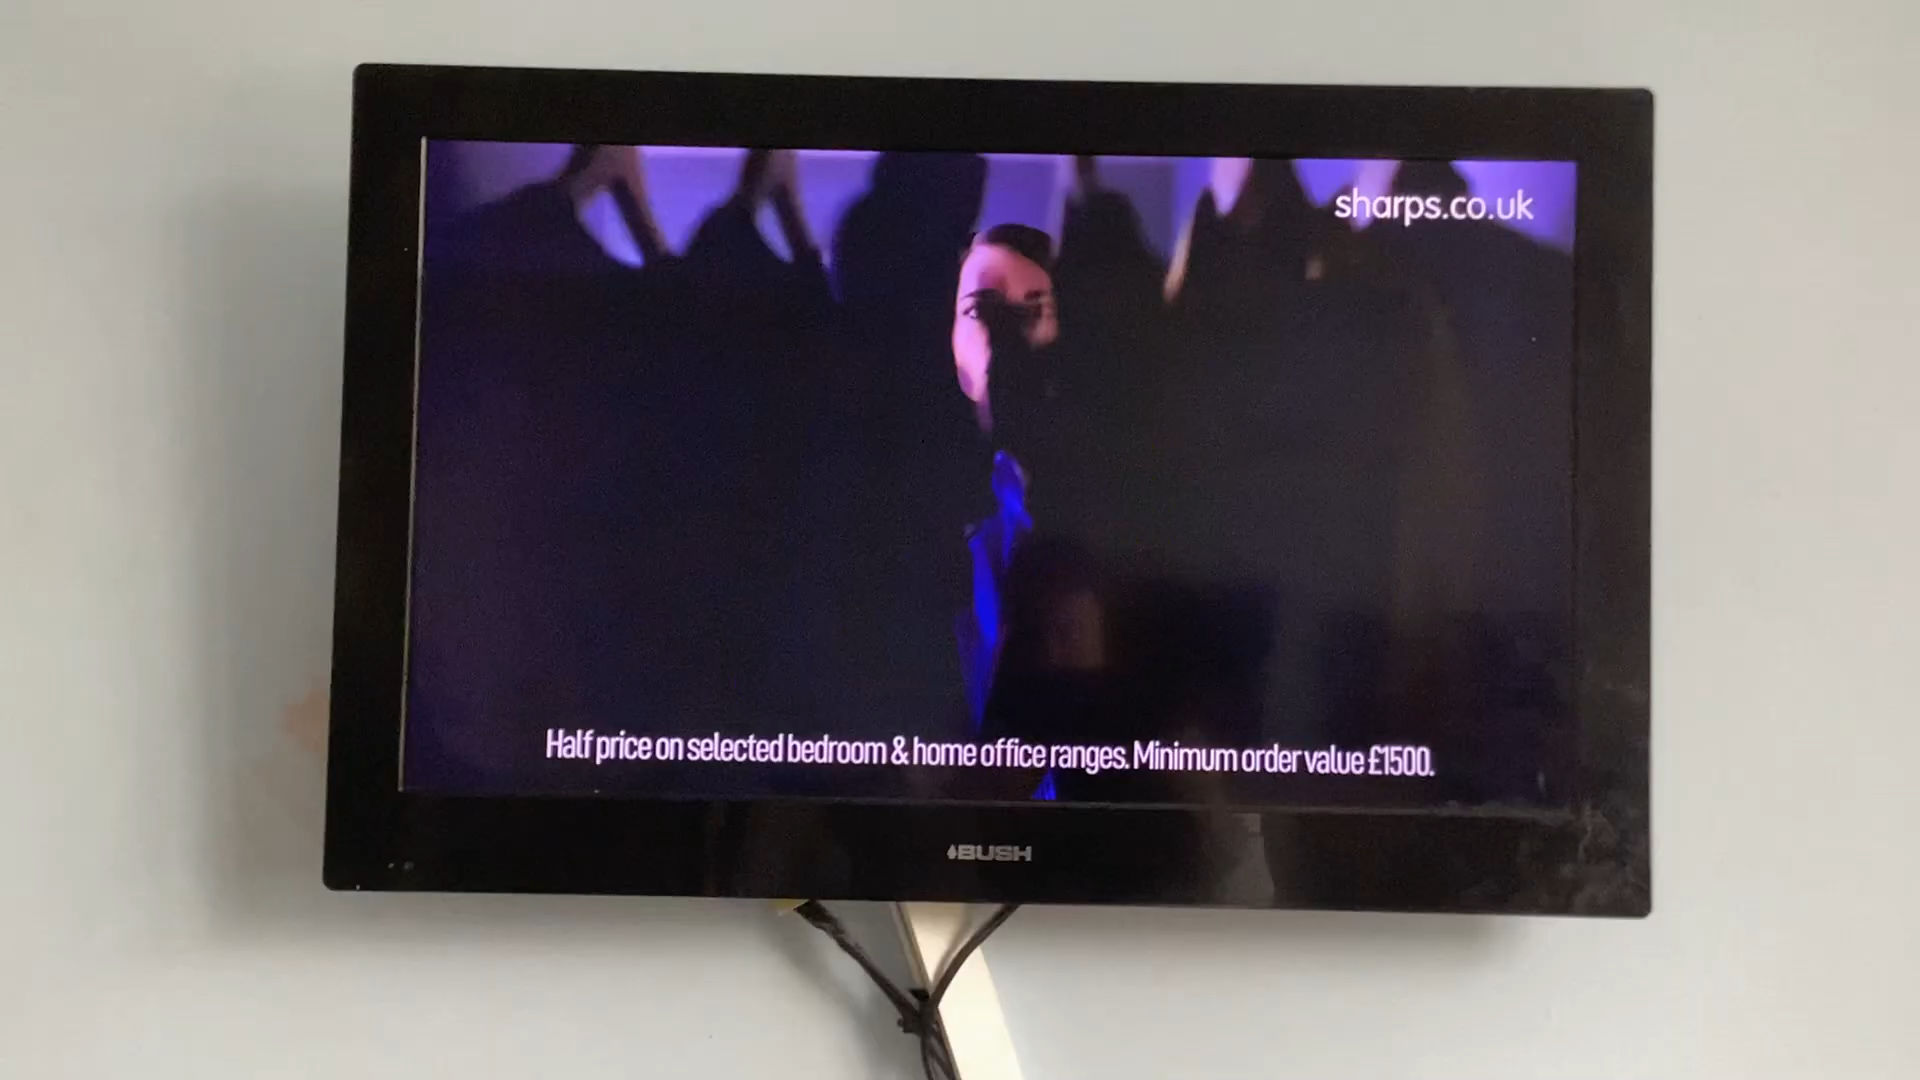 sharps.co.uk
Half price on selected bedroom & home office ranges. Minimum order value £1500.
BUSH